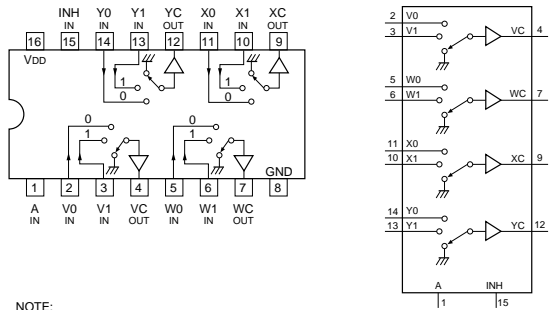 INH Y0 Y1 YC X0 X1 XC
IN IN IN OUT IN IN OUT
16 15 14 13 12 11 10 9
VDD
1 1
0 0
0 0
1 1
GND
1 2 3 4 5 6 7 8
A V0 V1 VC W0 W1 WC
IN IN IN OUT IN IN OUT
NOTE:
2 V0
3 V1 VC 4
5 W0
6 W1 WC 7
11 X0
10 X1 XC 9
14 Y0
13 Y1 YC 12
A INH
1 15